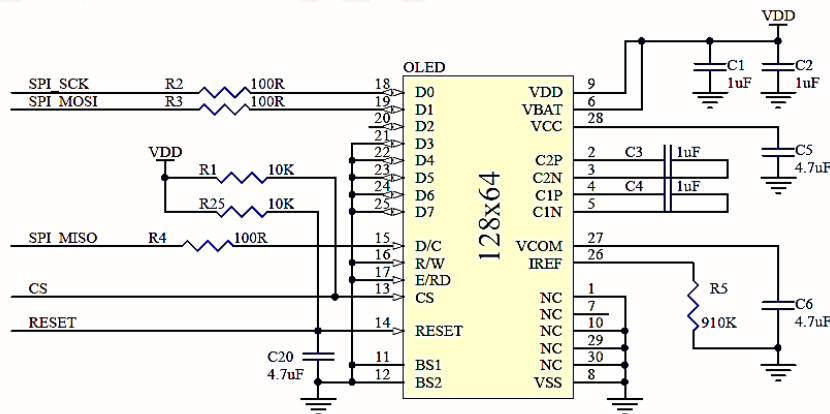 VDD
OLED
C1
C2
1uF
1uF
SPI_SCK R2 100R 18 D0 VDD 9
SPI_MOSI R3 100R 19 D1 VBAT 6
20 D2 VCC 28
21 D3
VDD 22 D4 C2P 2 C3 1uF C5
R1 10K 23 D5 C2N 3 4.7uF
24 D6 C1P 4 C4 1uF
R25 10K 25 D7 C1N 5
128x64
SPI_MISO R4 100R 15 D/C VCOM 27
16 R/W IREF 26
17 E/RD
CS 13 CS NC 1 R5 C6
NC 7
RESET 14 RESET NC 10 910K 4.7uF
NC 29
C20 11 BS1 NC 30
4.7uF 12 BS2 VSS 8